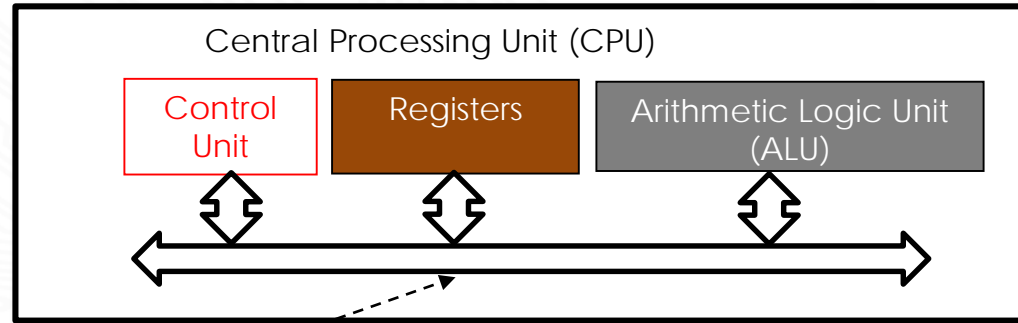 Central Processing Unit (CPU)
Control
Unit
Registers
Arithmetic Logic Unit
(ALU)